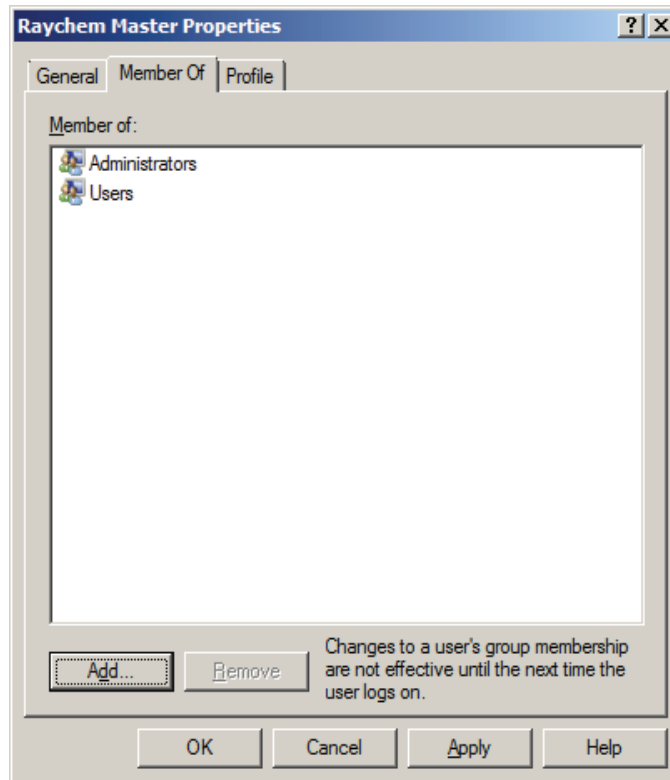 Raychem Master Properties
General Member Of Profile
Member of:
Administrators
Users
Add... Remove Changes to a user's group membership
are not effective until the next time the
user logs on.
OK Cancel Apply Help